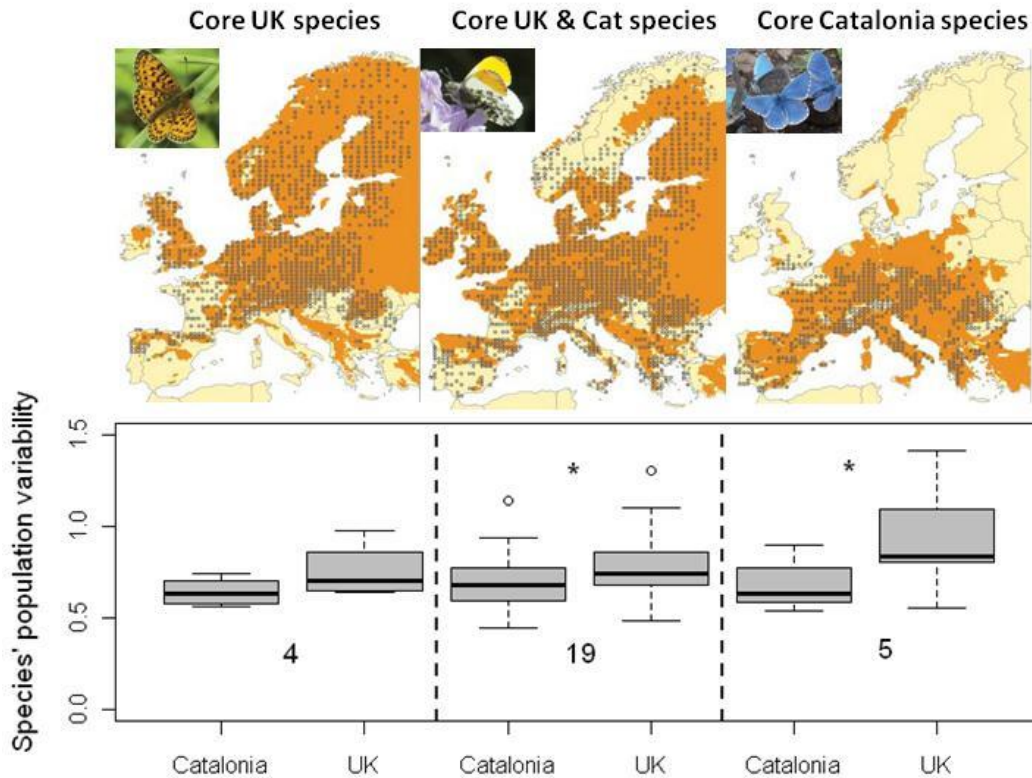 Core UK species Core UK & Cat species Core Catalonia species
Species' population variability
1.5
1.0
0.5
0.0
* *
4 19 5
Catalonia UK Catalonia UK Catalonia UK